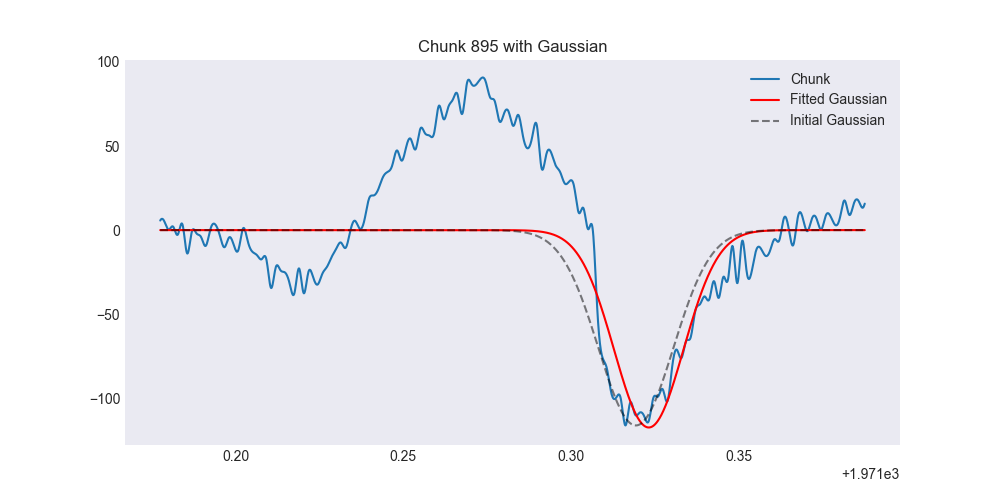 Chunk 895 with Gaussian
100
50
0
−50
−100
Chunk
Fitted Gaussian
Initial Gaussian
0.20 0.25 0.30 0.35
+1.971e3